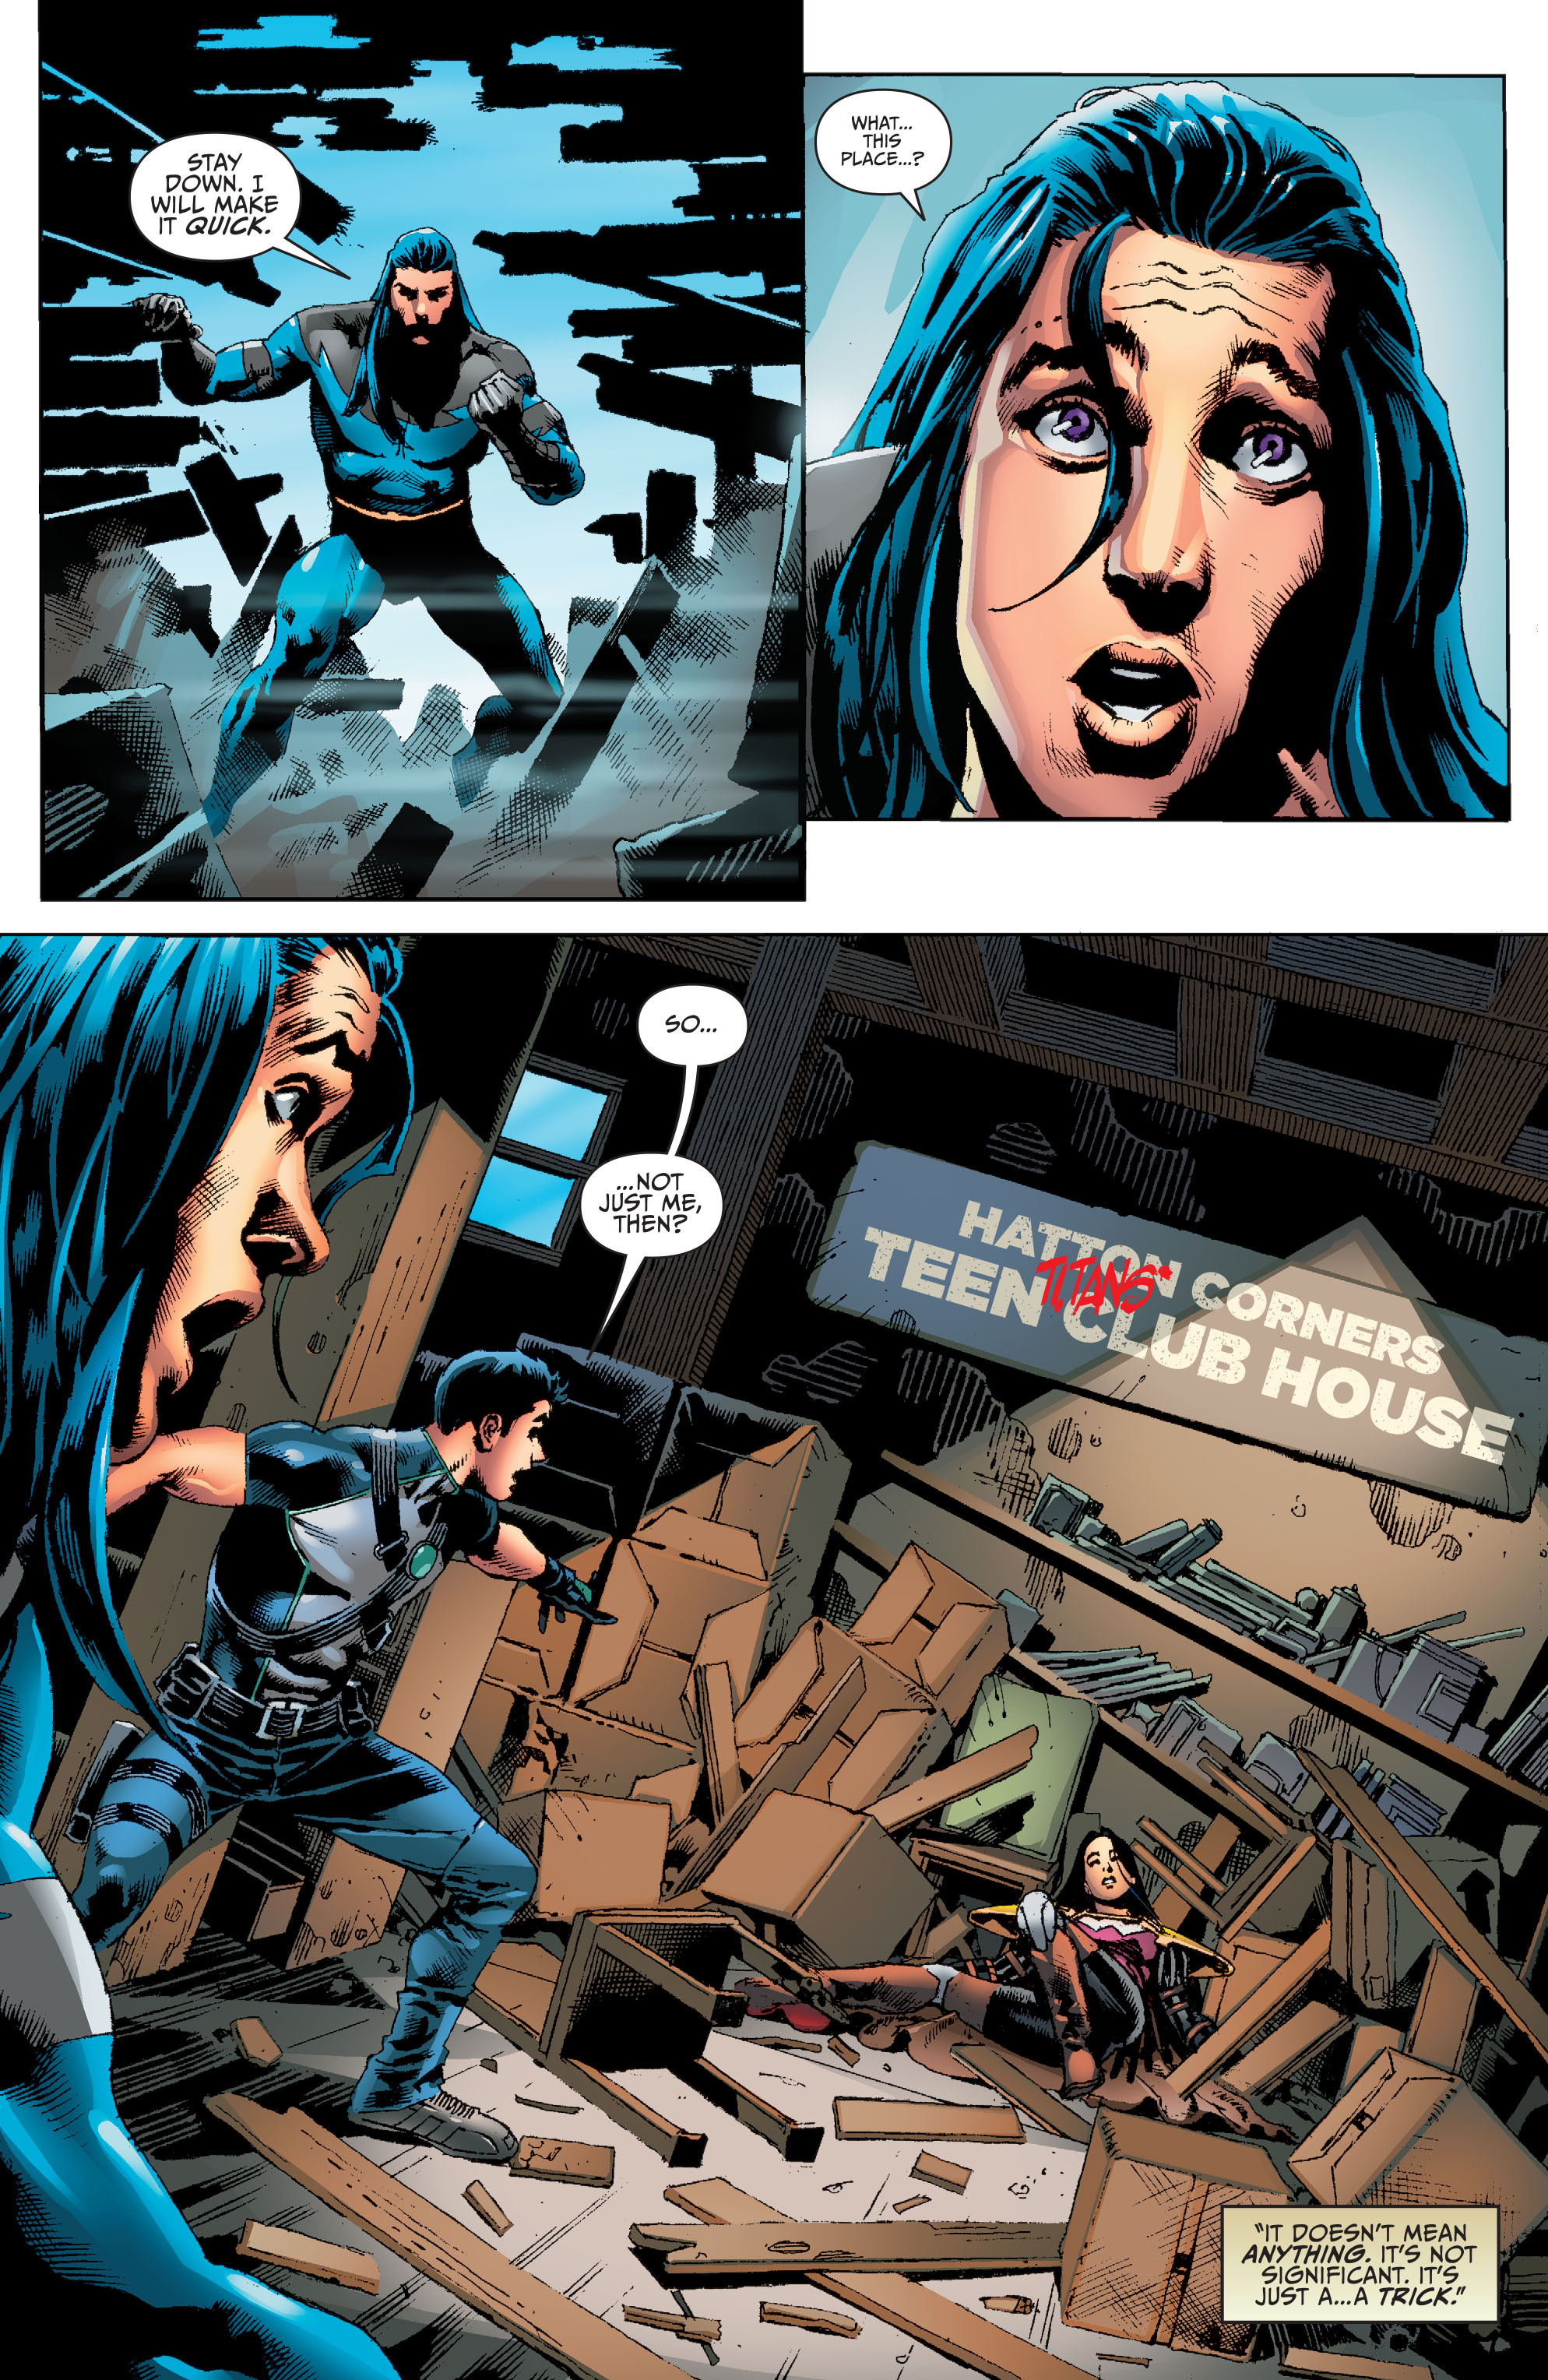 STAY
DOWN. I
WILL MAKE
IT QUICK.
WHAT...
THIS
PLACE...?
SO...
...NOT
JUST ME,
THEN?
HATTON CORNERS
TEEN TITANS CLUB HOUSE
"IT DOESN'T MEAN
ANYTHING. IT'S NOT
SIGNIFICANT. IT'S
JUST A...A TRICK."